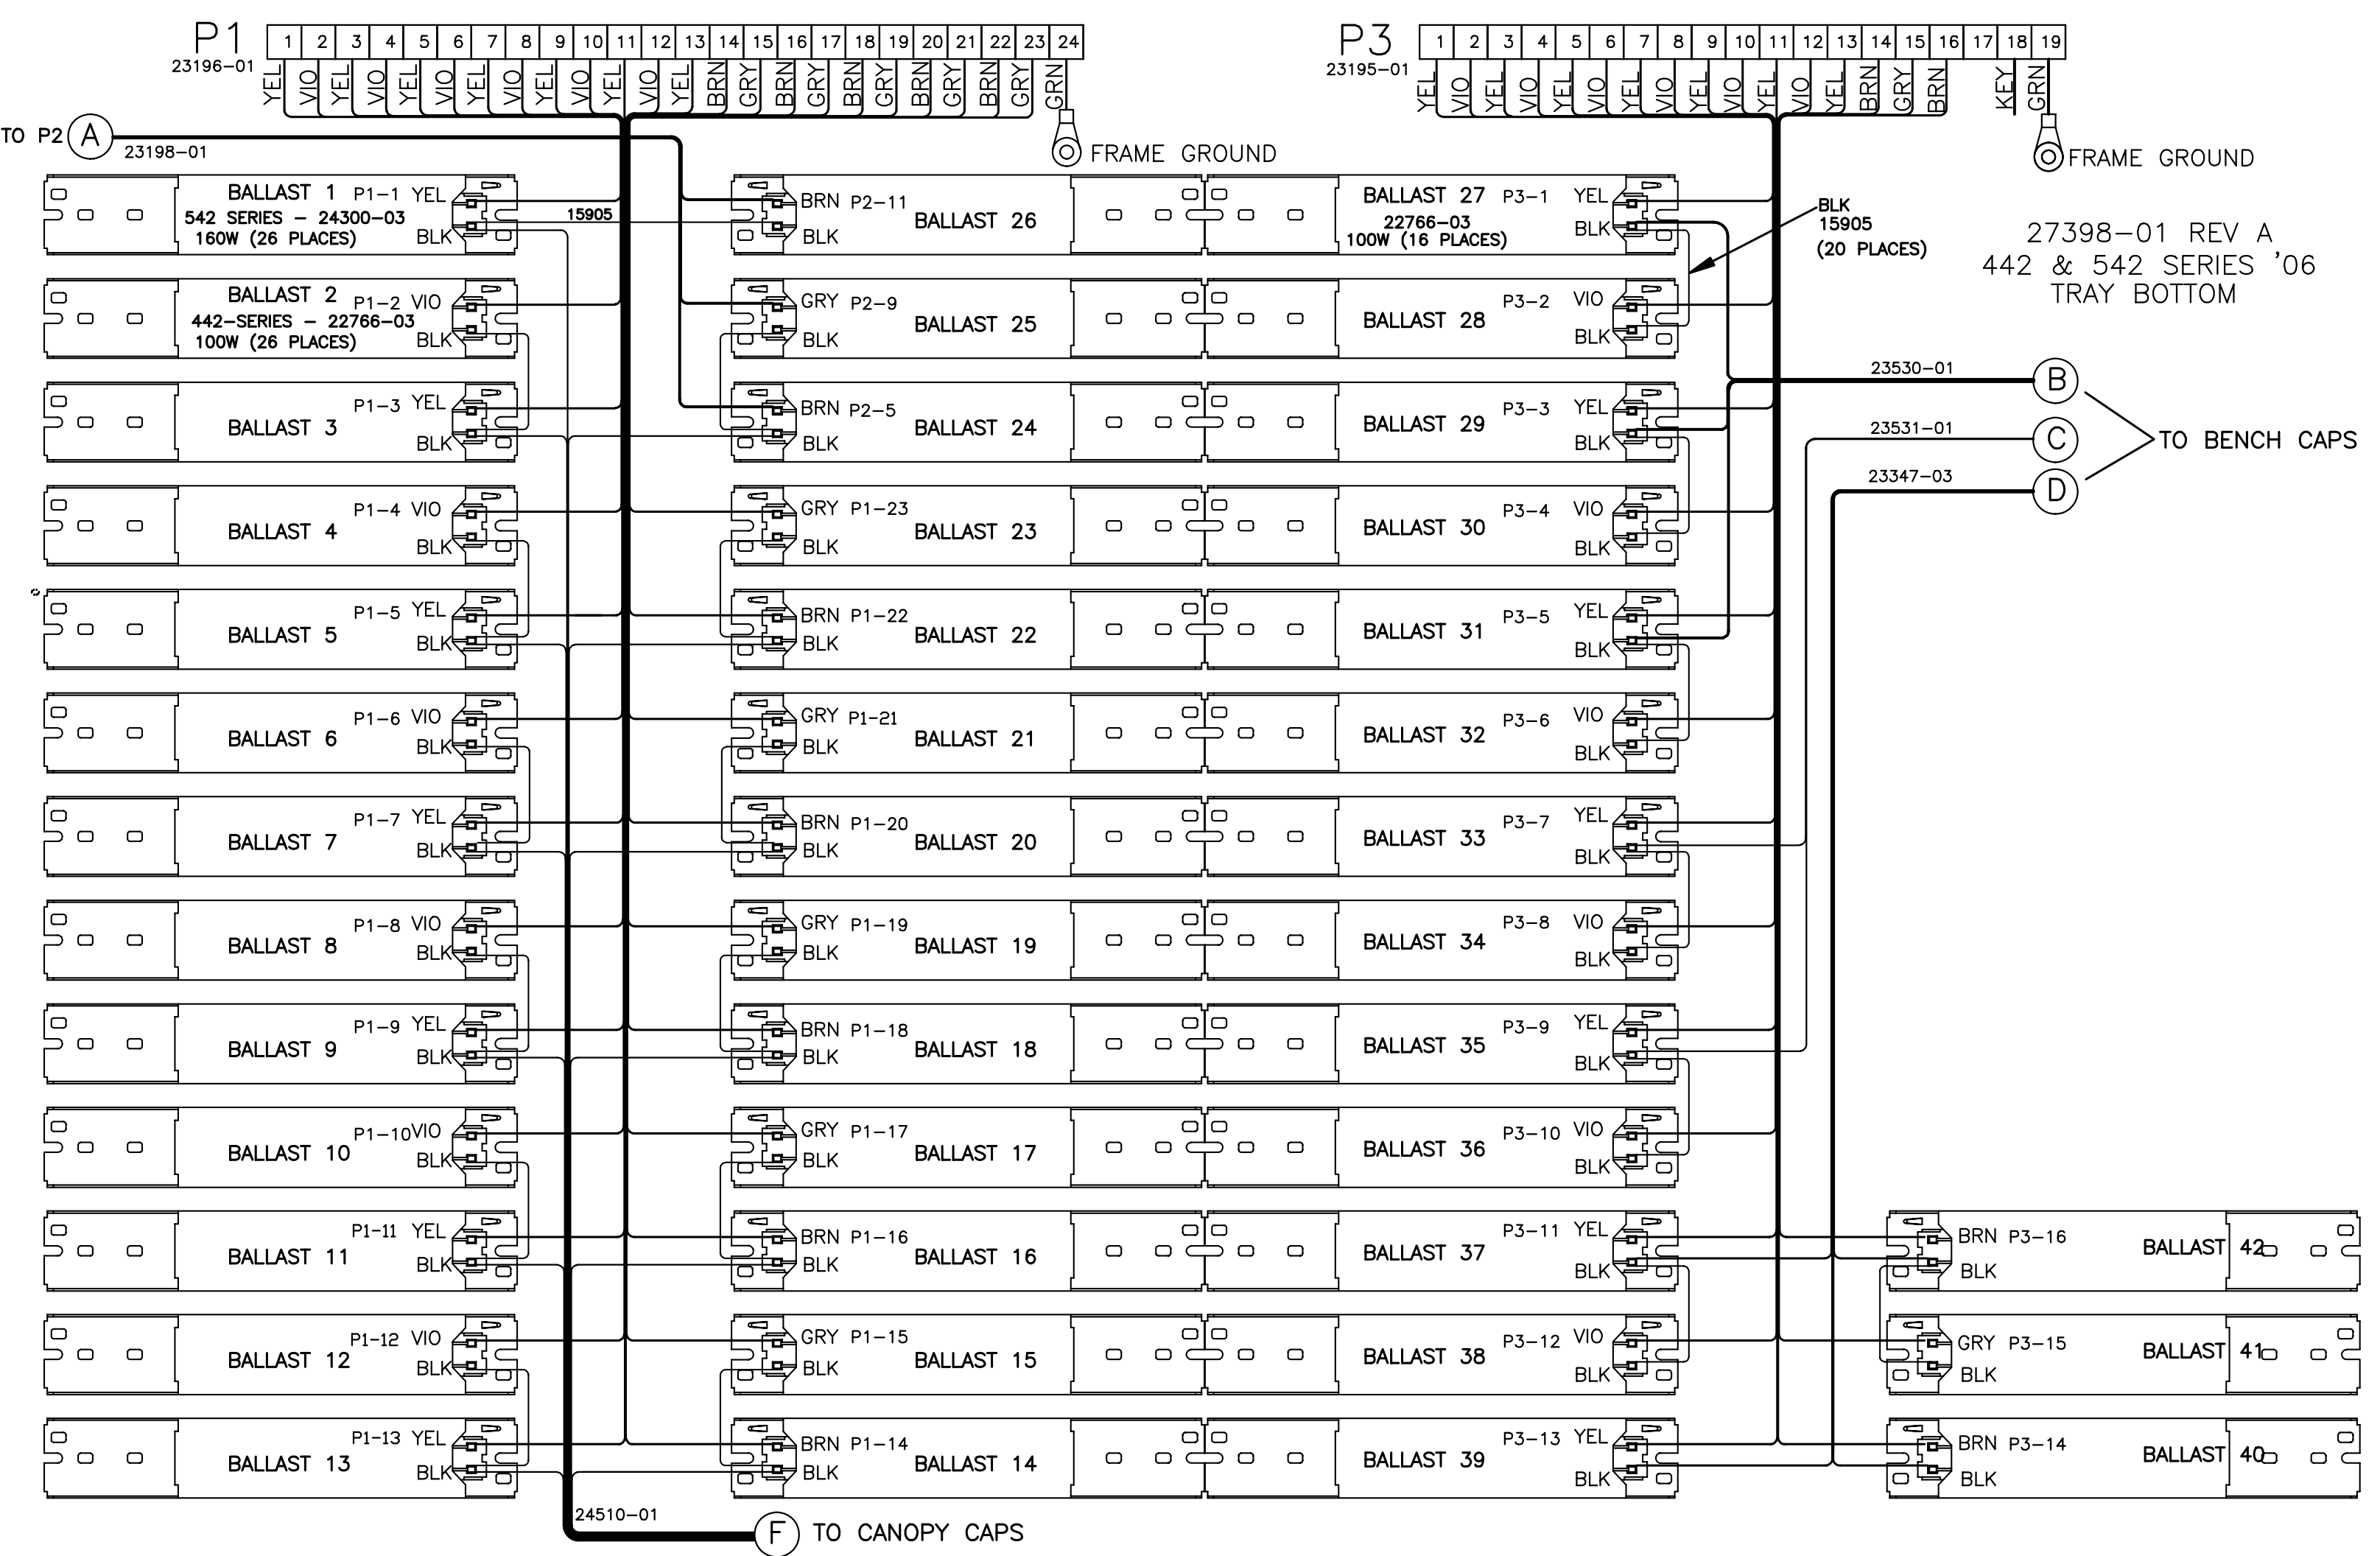 P1
23196-01
1 2 3 4 5 6 7 8 9 10 11 12 13 14 15 16 17 18 19 20 21 22 23 24
YEL VIO YEL VIO YEL VIO YEL VIO YEL VIO YEL VIO YEL BRN GRY BRN GRY BRN GRY BRN GRY BRN GRY GRN
FRAME GROUND
P3
23195-01
1 2 3 4 5 6 7 8 9 10 11 12 13 14 15 16 17 18 19
YEL VIO YEL VIO YEL VIO YEL VIO YEL VIO YEL VIO YEL BRN GRY BRN KEY GRN
FRAME GROUND
TO P2 A
23198-01
27398-01 REV A
442 & 542 SERIES '06
TRAY BOTTOM
BALLAST 1 P1-1 YEL
542 SERIES - 24300-03
160W (26 PLACES) BLK
15905
BALLAST 2 P1-2 VIO
442-SERIES - 22766-03
100W (26 PLACES) BLK
BALLAST 3 P1-3 YEL
BLK
BALLAST 4 P1-4 VIO
BLK
BALLAST 5 P1-5 YEL
BLK
BALLAST 6 P1-6 VIO
BLK
BALLAST 7 P1-7 YEL
BLK
BALLAST 8 P1-8 VIO
BLK
BALLAST 9 P1-9 YEL
BLK
BALLAST 10 P1-10 VIO
BLK
BALLAST 11 P1-11 YEL
BLK
BALLAST 12 P1-12 VIO
BLK
BALLAST 13 P1-13 YEL
BLK
24510-01
F TO CANOPY CAPS
BRN P2-11 BALLAST 26
BLK
GRY P2-9 BALLAST 25
BLK
BRN P2-5 BALLAST 24
BLK
GRY P1-23 BALLAST 23
BLK
BRN P1-22 BALLAST 22
BLK
GRY P1-21 BALLAST 21
BLK
BRN P1-20 BALLAST 20
BLK
GRY P1-19 BALLAST 19
BLK
BRN P1-18 BALLAST 18
BLK
GRY P1-17 BALLAST 17
BLK
BRN P1-16 BALLAST 16
BLK
GRY P1-15 BALLAST 15
BLK
BRN P1-14 BALLAST 14
BLK
BALLAST 27 P3-1 YEL
22766-03
100W (16 PLACES) BLK
BLK
15905
(20 PLACES)
BALLAST 28 P3-2 VIO
BLK
BALLAST 29 P3-3 YEL
BLK
BALLAST 30 P3-4 VIO
BLK
BALLAST 31 P3-5 YEL
BLK
BALLAST 32 P3-6 VIO
BLK
BALLAST 33 P3-7 YEL
BLK
BALLAST 34 P3-8 VIO
BLK
BALLAST 35 P3-9 YEL
BLK
BALLAST 36 P3-10 VIO
BLK
BALLAST 37 P3-11 YEL
BLK
BALLAST 38 P3-12 VIO
BLK
BALLAST 39 P3-13 YEL
BLK
23530-01 B
23531-01 C
23347-03 D
TO BENCH CAPS
BRN P3-16 BALLAST 42
BLK
GRY P3-15 BALLAST 41
BLK
BRN P3-14 BALLAST 40
BLK